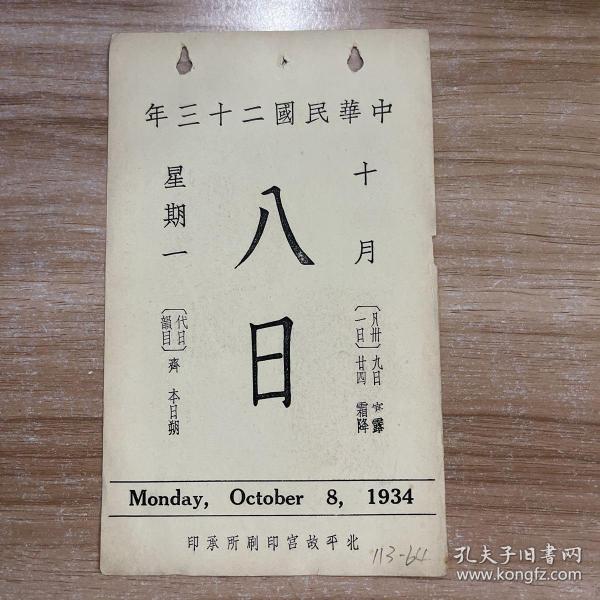 中華民國二十三年
十月
八日
星期一
〔月卅一日〕九日 寒露
廿四 霜降
〔代日韻目〕齊 本日朔
Monday, October 8, 1934
北平故宮印刷所承印
113-64
孔夫子旧书网
www.kongfz.com